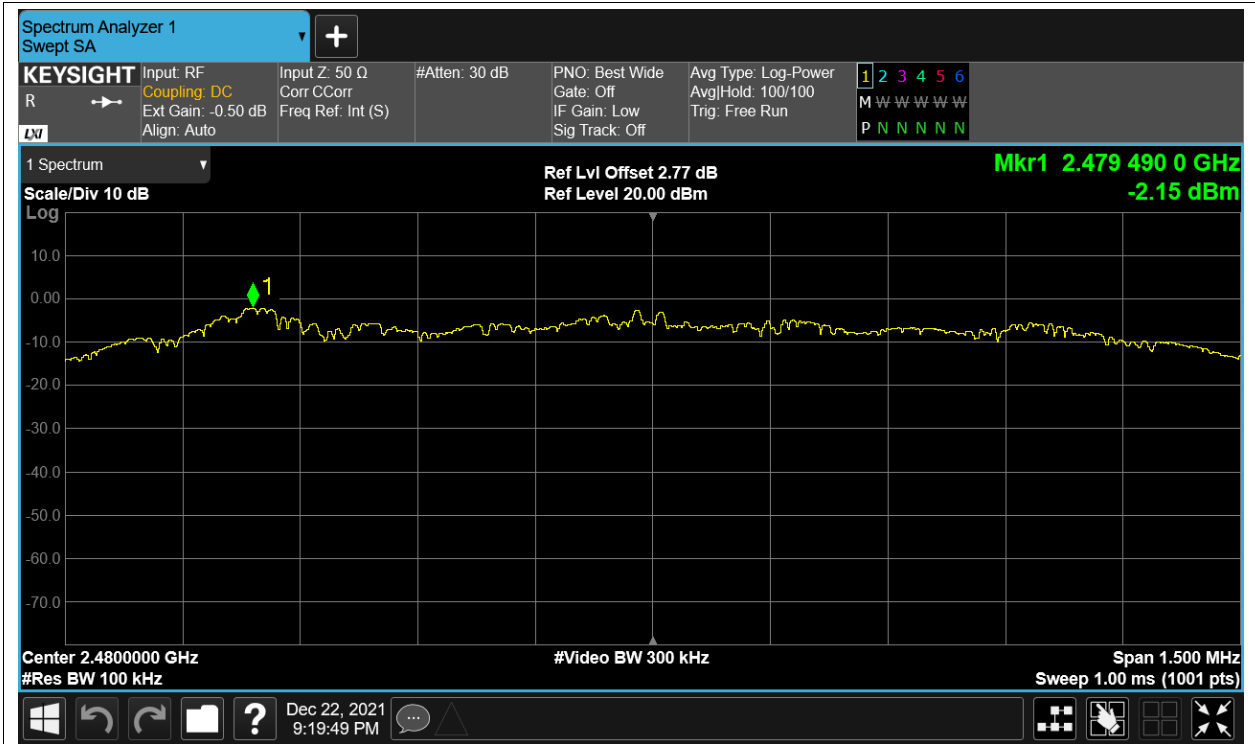 Spectrum Analyzer 1
Swept SA
KEYSIGHT
R
LXI
Input: RF
Coupling: DC
Ext Gain: -0.50 dB
Align: Auto
Input Z: 50 Ω
Corr CCorr
Freq Ref: Int (S)
#Atten: 30 dB
PNO: Best Wide
Gate: Off
IF Gain: Low
Sig Track: Off
Avg Type: Log-Power
Avg|Hold: 100/100
Trig: Free Run
1 2 3 4 5 6
M W W W W W
P N N N N N
1 Spectrum
Scale/Div 10 dB
Log
Ref Lvl Offset 2.77 dB
Ref Level 20.00 dBm
Mkr1 2.479 490 0 GHz
-2.15 dBm
1
10.0
0.00
-10.0
-20.0
-30.0
-40.0
-50.0
-60.0
-70.0
Center 2.4800000 GHz
#Res BW 100 kHz
#Video BW 300 kHz
Span 1.500 MHz
Sweep 1.00 ms (1001 pts)
?
Dec 22, 2021
9:19:49 PM